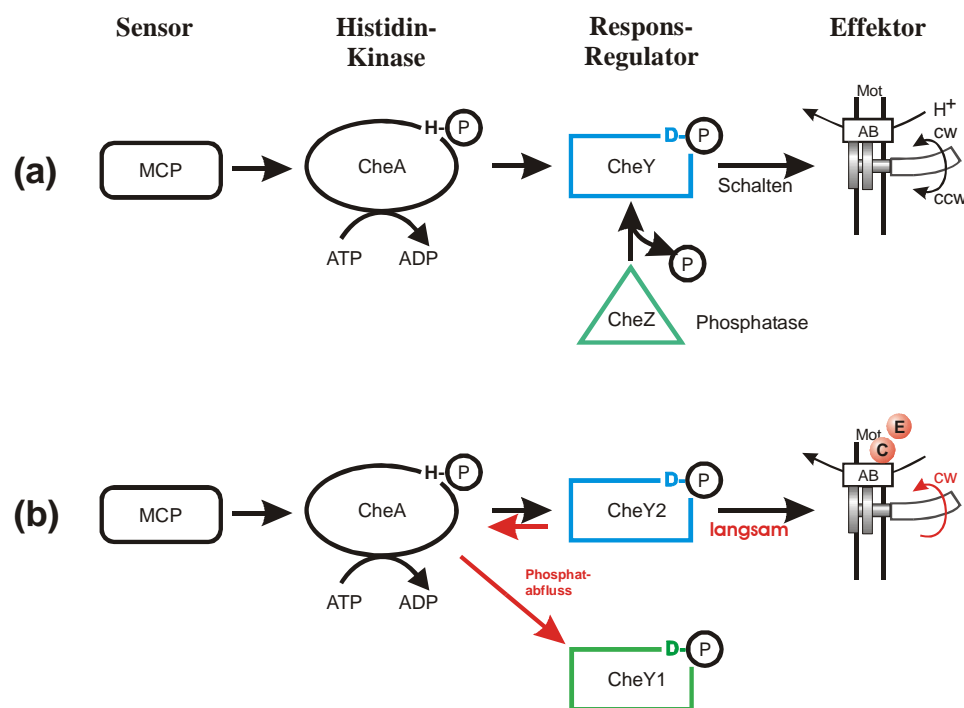 Sensor
Histidin-
Kinase
Respons-
Regulator
Effektor
(a)
MCP
H-P
CheA
ATP
ADP
D-P
CheY
Schalten
P
CheZ
Phosphatase
Mot
H+
AB
cw
ccw
(b)
MCP
H-P
CheA
ATP
ADP
D-P
CheY2
langsam
Phosphat-
abfluss
D-P
CheY1
E
Mot
C
AB
cw